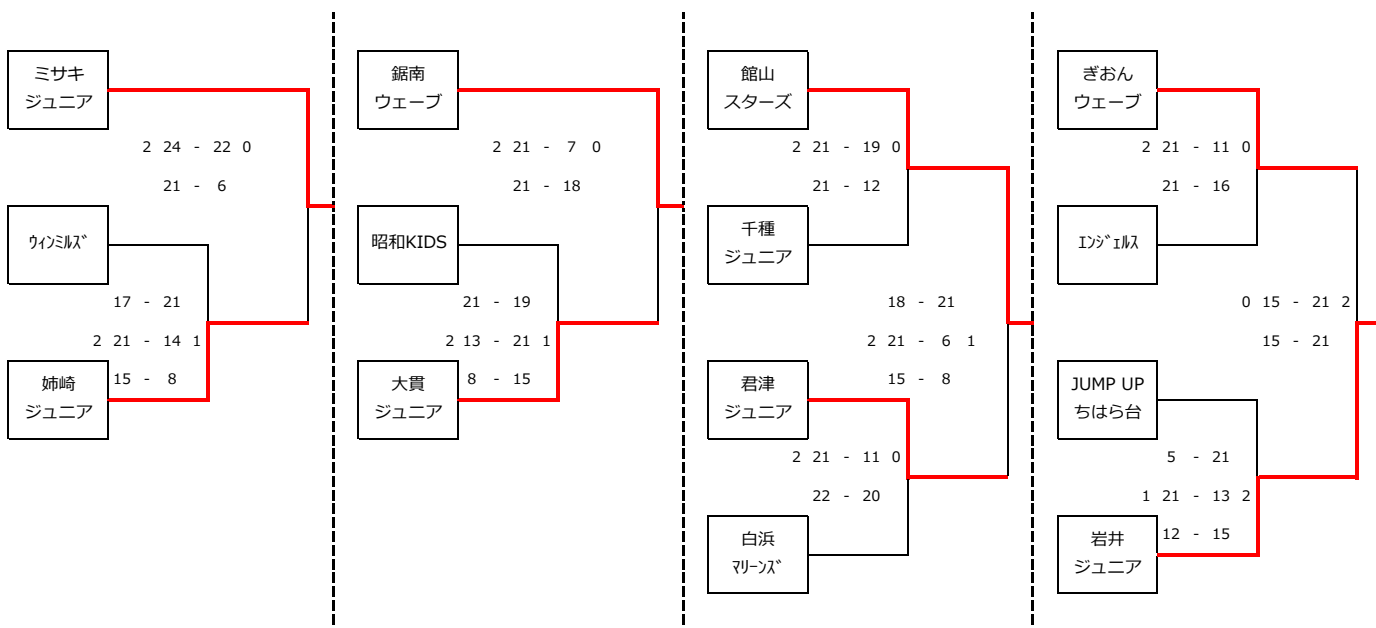 ミサキ
ジュニア
2 24 - 22 0
21 - 6
ｳｨﾝﾐﾙｽﾞ
17 - 21
2 21 - 14 1
15 - 8
姉崎
ジュニア
鋸南
ウェーブ
2 21 - 7 0
21 - 18
昭和KIDS
21 - 19
2 13 - 21 1
8 - 15
大貫
ジュニア
館山
スターズ
2 21 - 19 0
21 - 12
千種
ジュニア
18 - 21
2 21 - 6 1
15 - 8
君津
ジュニア
2 21 - 11 0
22 - 20
白浜
ﾏﾘｰﾝｽﾞ
ぎおん
ウェーブ
2 21 - 11 0
21 - 16
ｴﾝｼﾞｪﾙｽ
0 15 - 21 2
15 - 21
JUMP UP
ちはら台
5 - 21
1 21 - 13 2
12 - 15
岩井
ジュニア